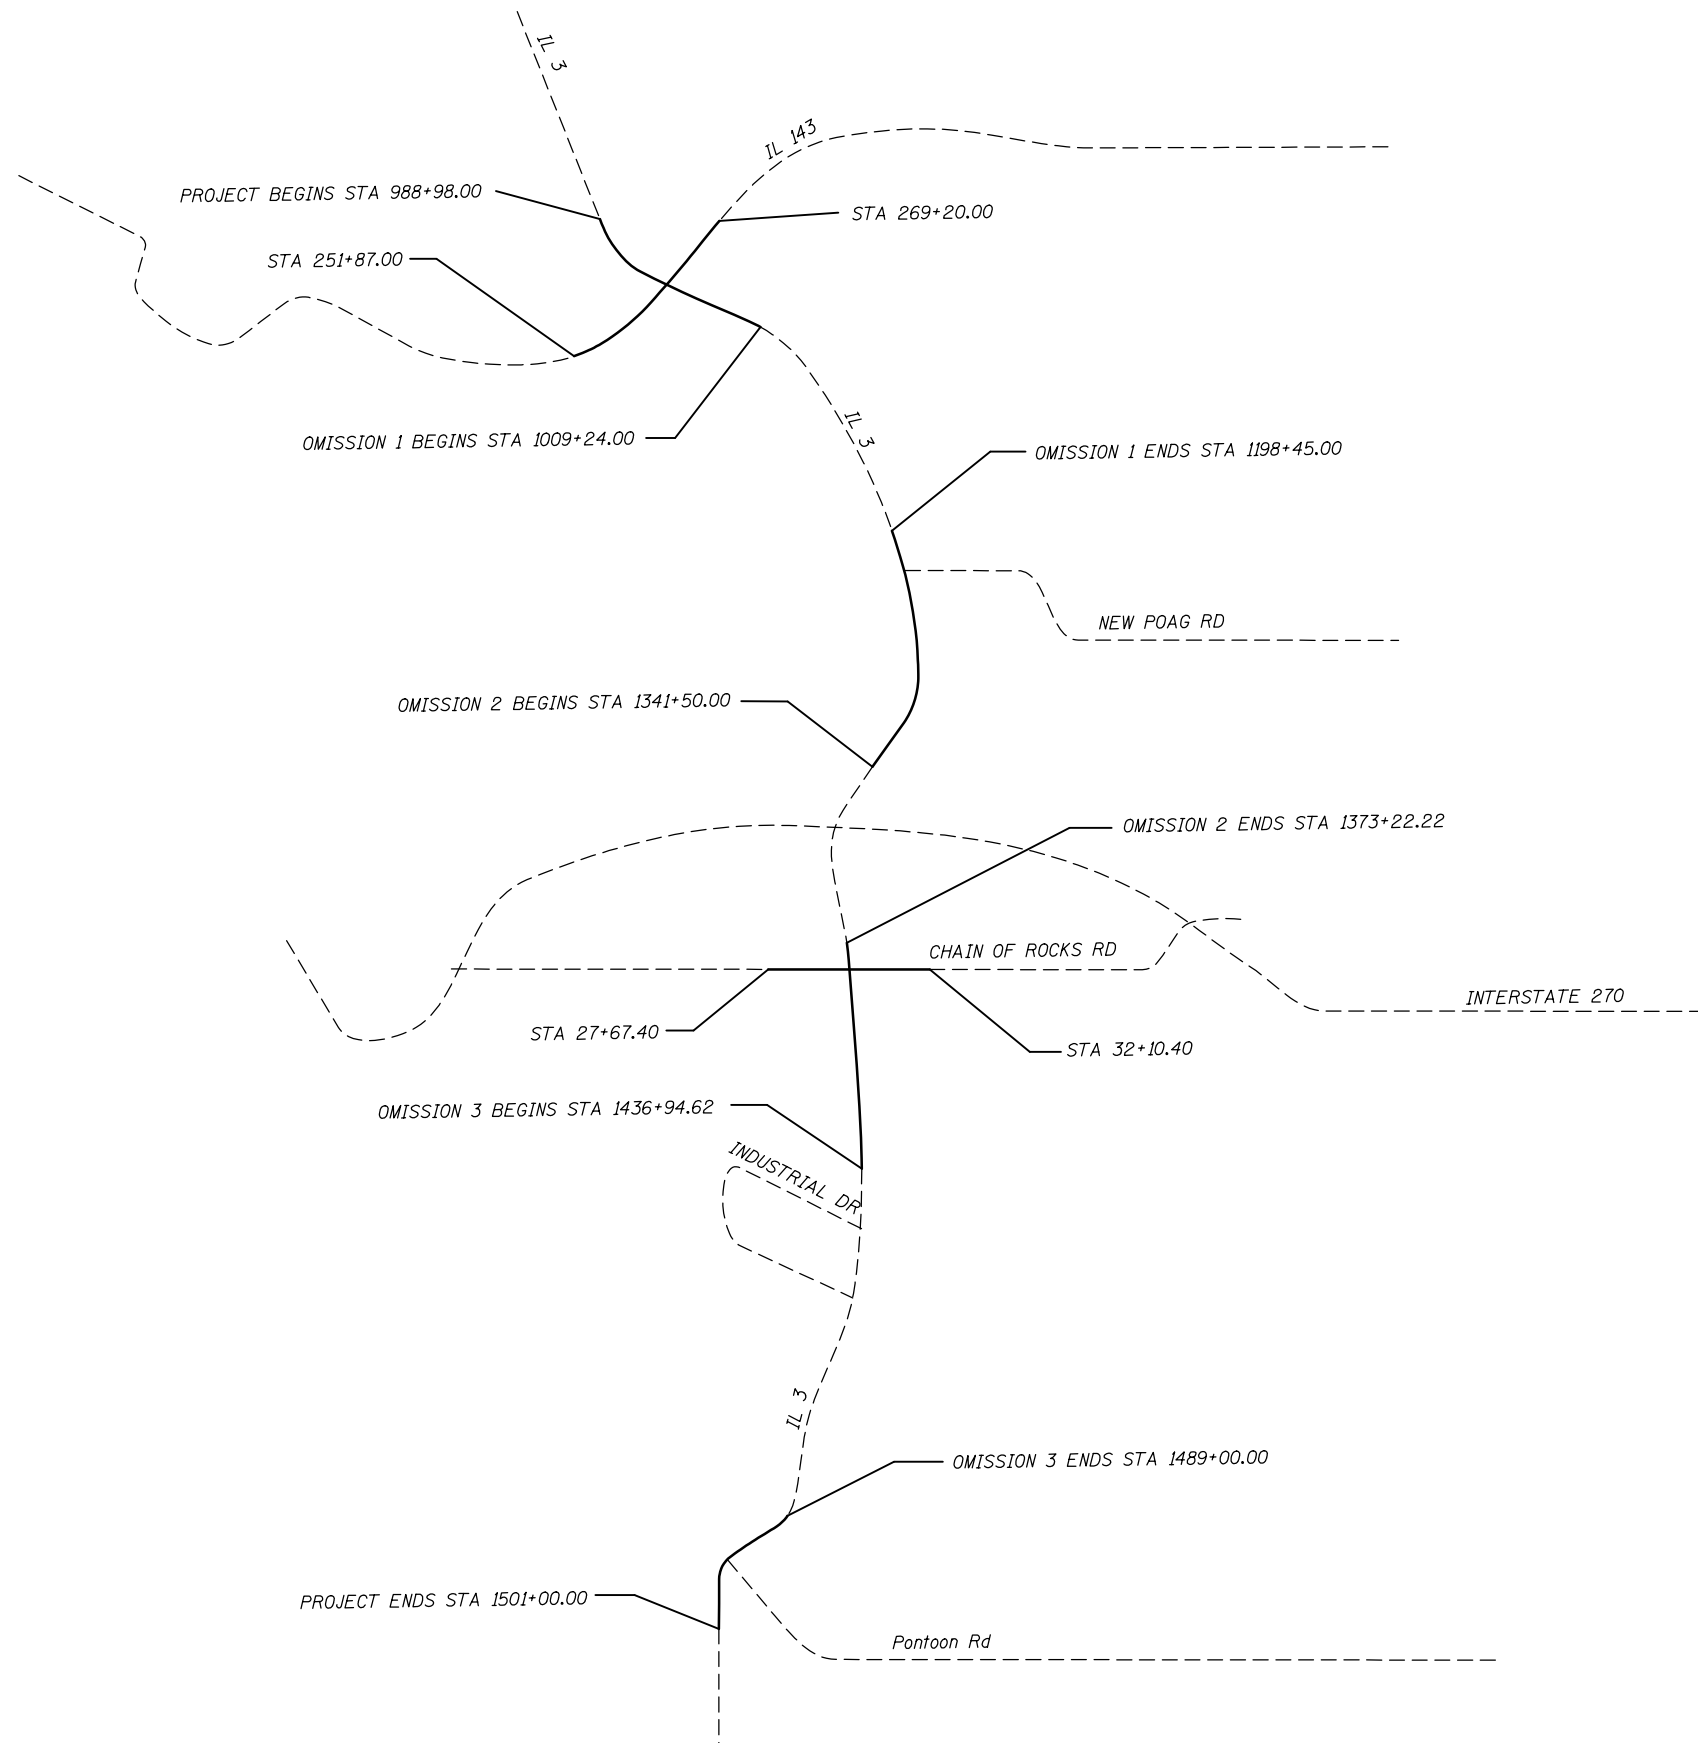 IL 3
IL 143
PROJECT BEGINS STA 988+98.00
STA 269+20.00
STA 251+87.00
IL 3
OMISSION 1 BEGINS STA 1009+24.00
OMISSION 1 ENDS STA 1198+45.00
NEW POAG RD
OMISSION 2 BEGINS STA 1341+50.00
OMISSION 2 ENDS STA 1373+22.22
CHAIN OF ROCKS RD
INTERSTATE 270
STA 27+67.40
STA 32+10.40
OMISSION 3 BEGINS STA 1436+94.62
INDUSTRIAL DR
IL 3
OMISSION 3 ENDS STA 1489+00.00
PROJECT ENDS STA 1501+00.00
Pontoon Rd